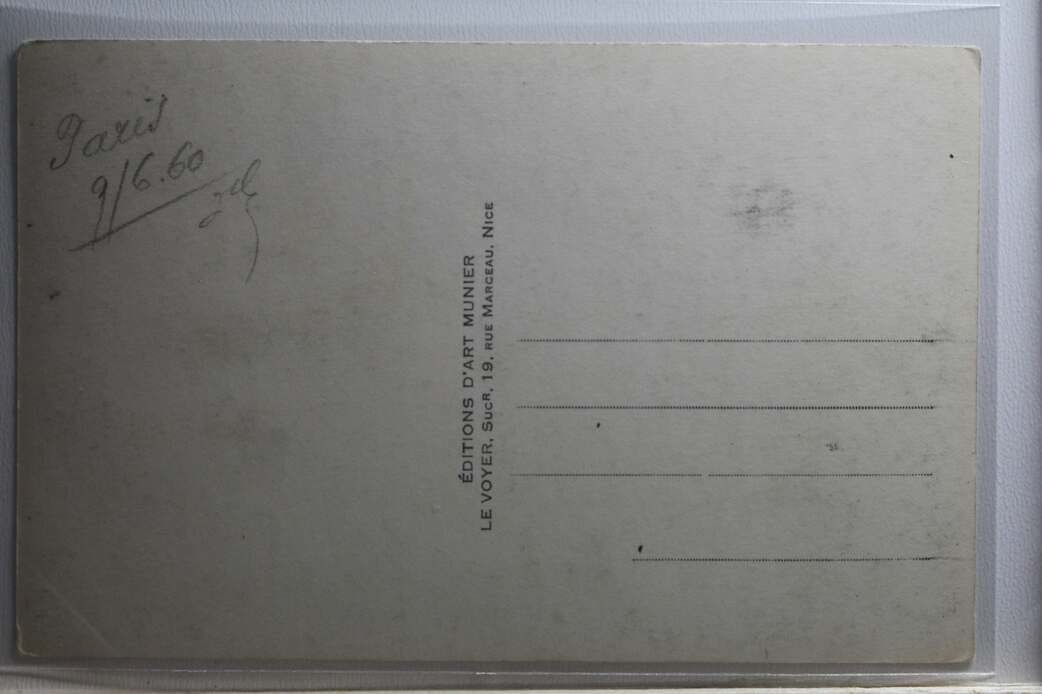 Paris
9/6.60
ÉDITIONS D'ART MUNIER
LE VOYER, SUCR, 19, RUE MARCEAU, NICE